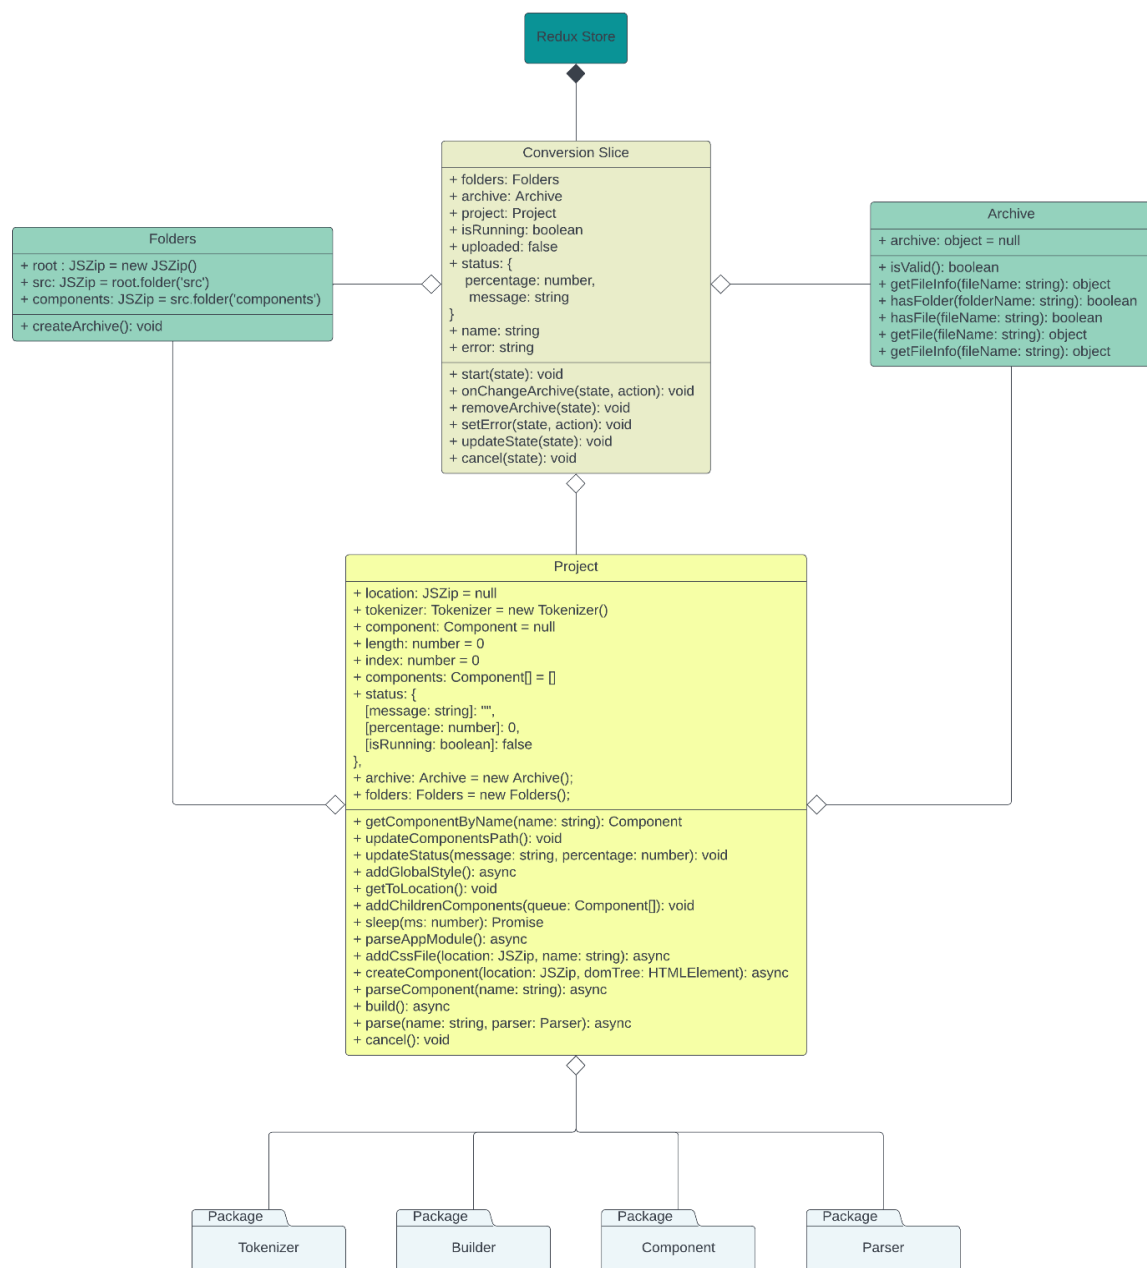 Redux Store
Conversion Slice
+ folders: Folders
+ archive: Archive
+ project: Project
+ isRunning: boolean
+ uploaded: false
+ status: {
percentage: number,
message: string
}
+ name: string
+ error: string
+ start(state): void
+ onChangeArchive(state, action): void
+ removeArchive(state): void
+ setError(state, action): void
+ updateState(state): void
+ cancel(state): void
Folders
+ root : JSZip = new JSZip()
+ src: JSZip = root.folder('src')
+ components: JSZip = src.folder('components')
+ createArchive(): void
Archive
+ archive: object = null
+ isValid(): boolean
+ getFileInfo(fileName: string): object
+ hasFolder(folderName: string): boolean
+ hasFile(fileName: string): boolean
+ getFile(fileName: string): object
+ getFileInfo(fileName: string): object
Project
+ location: JSZip = null
+ tokenizer: Tokenizer = new Tokenizer()
+ component: Component = null
+ length: number = 0
+ index: number = 0
+ components: Component[] = []
+ status: {
[message: string]: "",
[percentage: number]: 0,
[isRunning: boolean]: false
},
+ archive: Archive = new Archive();
+ folders: Folders = new Folders();
+ getComponentByName(name: string): Component
+ updateComponentsPath(): void
+ updateStatus(message: string, percentage: number): void
+ addGlobalStyle(): async
+ getToLocation(): void
+ addChildrenComponents(queue: Component[]): void
+ sleep(ms: number): Promise
+ parseAppModule(): async
+ addCssFile(location: JSZip, name: string): async
+ createComponent(location: JSZip, domTree: HTMLElement): async
+ parseComponent(name: string): async
+ build(): async
+ parse(name: string, parser: Parser): async
+ cancel(): void
Package
Tokenizer
Package
Builder
Package
Component
Package
Parser